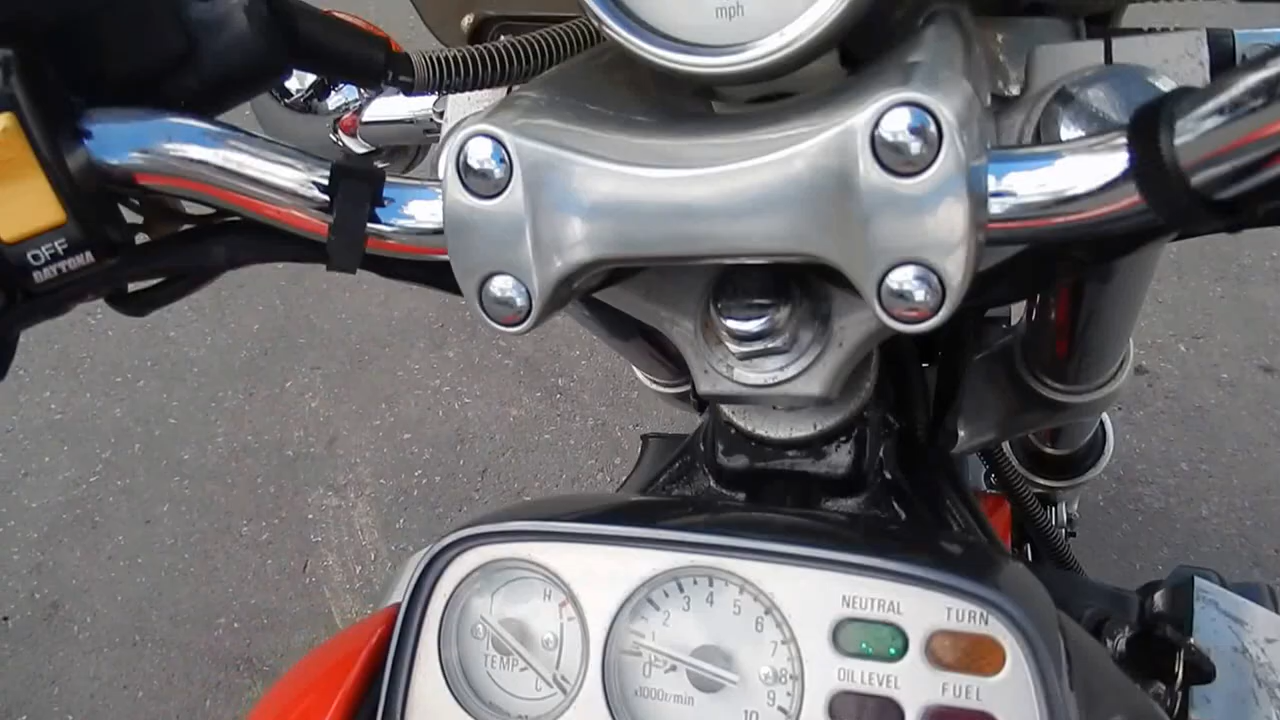 mph
OFF
DAYTONA
H
TEMP
C
0 1 2 3 4 5 6 7 8 9 10
x1000r/min
NEUTRAL
TURN
OIL LEVEL
FUEL